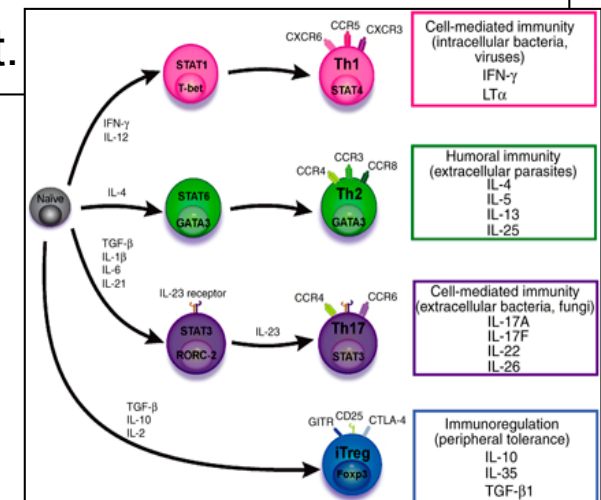 t.
CXCR6 CCR5 CXCR3
STAT1
T-bet
Th1
STAT4
Cell-mediated immunity
(intracellular bacteria,
viruses)
IFN-γ
LTα
IFN-γ
IL-12
Naïve
IL-4
STAT6
GATA3
CCR4 CCR3 CCR8
Th2
GATA3
Humoral immunity
(extracellular parasites)
IL-4
IL-5
IL-13
IL-25
TGF-β
IL-1β
IL-6
IL-21
IL-23 receptor
STAT3
RORC-2
IL-23
CCR4 CCR6
Th17
STAT3
Cell-mediated immunity
(extracellular bacteria, fungi)
IL-17A
IL-17F
IL-22
IL-26
TGF-β
IL-10
IL-2
GITR CD25 CTLA-4
iTreg
Foxp3
Immunoregulation
(peripheral tolerance)
IL-10
IL-35
TGF-β1